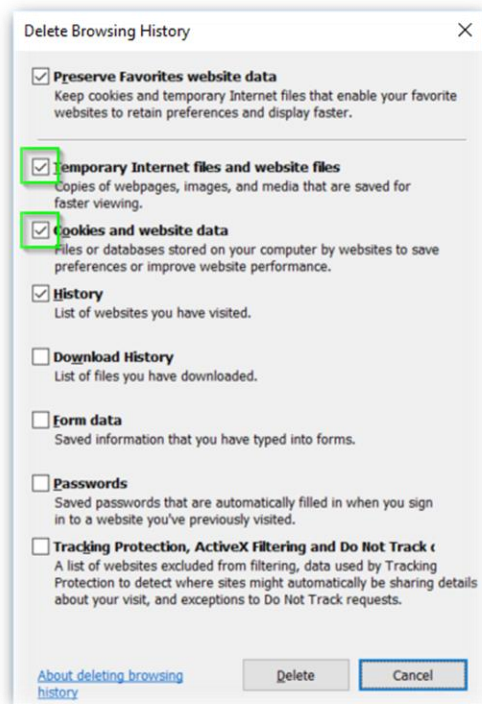 Delete Browsing History
Preserve Favorites website data
Keep cookies and temporary Internet files that enable your favorite
websites to retain preferences and display faster.
Temporary Internet files and website files
Copies of webpages, images, and media that are saved for
faster viewing.
Cookies and website data
Files or databases stored on your computer by websites to save
preferences or improve website performance.
History
List of websites you have visited.
Download History
List of files you have downloaded.
Form data
Saved information that you have typed into forms.
Passwords
Saved passwords that are automatically filled in when you sign
in to a website you've previously visited.
Tracking Protection, ActiveX Filtering and Do Not Track
A list of websites excluded from filtering, data used by Tracking
Protection to detect where sites might automatically be sharing details
about your visit, and exceptions to Do Not Track requests.
About deleting browsing
history
Delete
Cancel